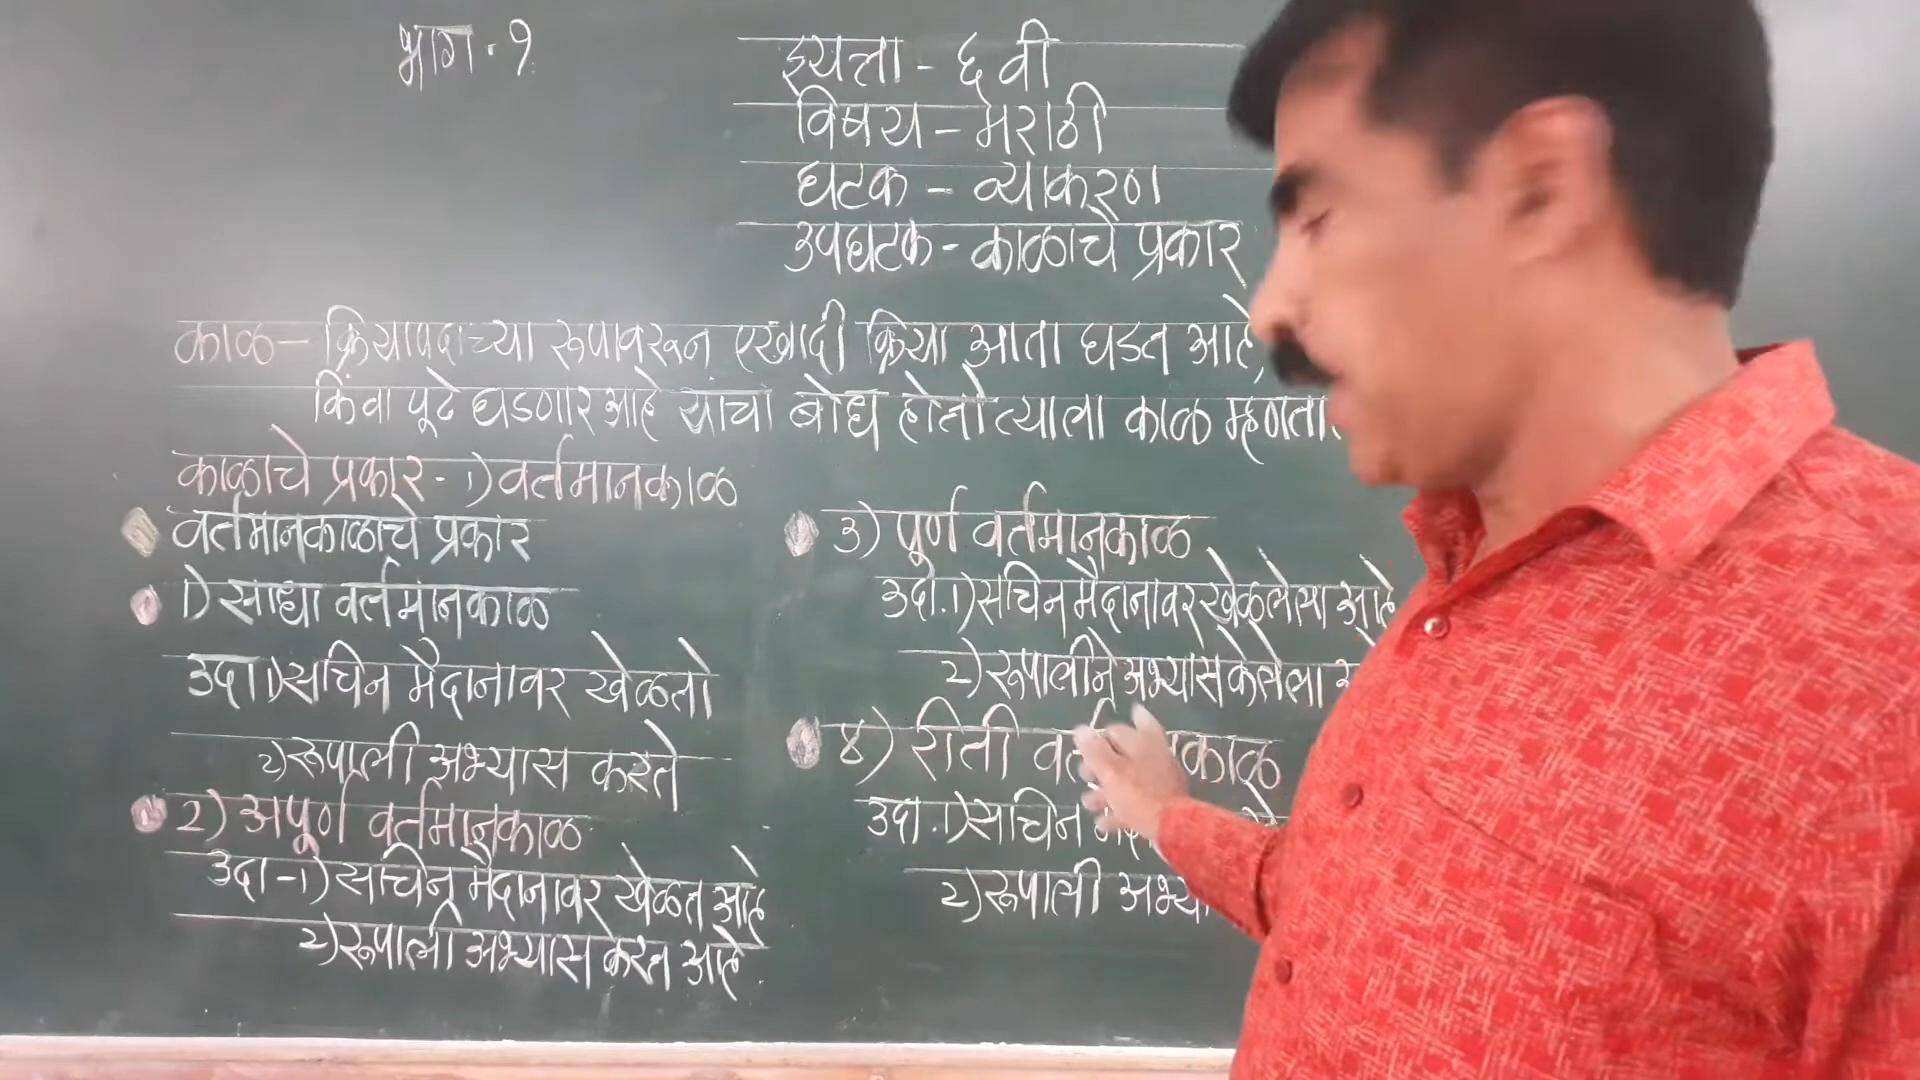 भाग - १
इयत्ता - ६ वी
विषय - मराठी
घटक - व्याकरण
उपघटक - काळाचे प्रकार
काळ - क्रियापदाच्या रूपावरून एखादी क्रिया आता घडत आहे,
किंवा पूढे घडणार आहे यांचा बोध होतो त्याला काळ
काळाचे प्रकार - १) वर्तमानकाळ
वर्तमानकाळाचे प्रकार
१) साधा वर्तमानकाळ
उदा १) सचिन मैदानावर खेळतो
२) रूपाली अभ्यास करते
२) अपूर्ण वर्तमानकाळ
उदा - १) सचिन मैदानावर खेळत आहे
२) रूपाली अभ्यास करत आहे.
३) पूर्ण वर्तमानकाळ
उदा. १) सचिन मैदानावर खेळलेला आहे
२) रूपालीने अभ्यास केलेला
४) रीती
उदा. १) सचिन
२) रूपाली